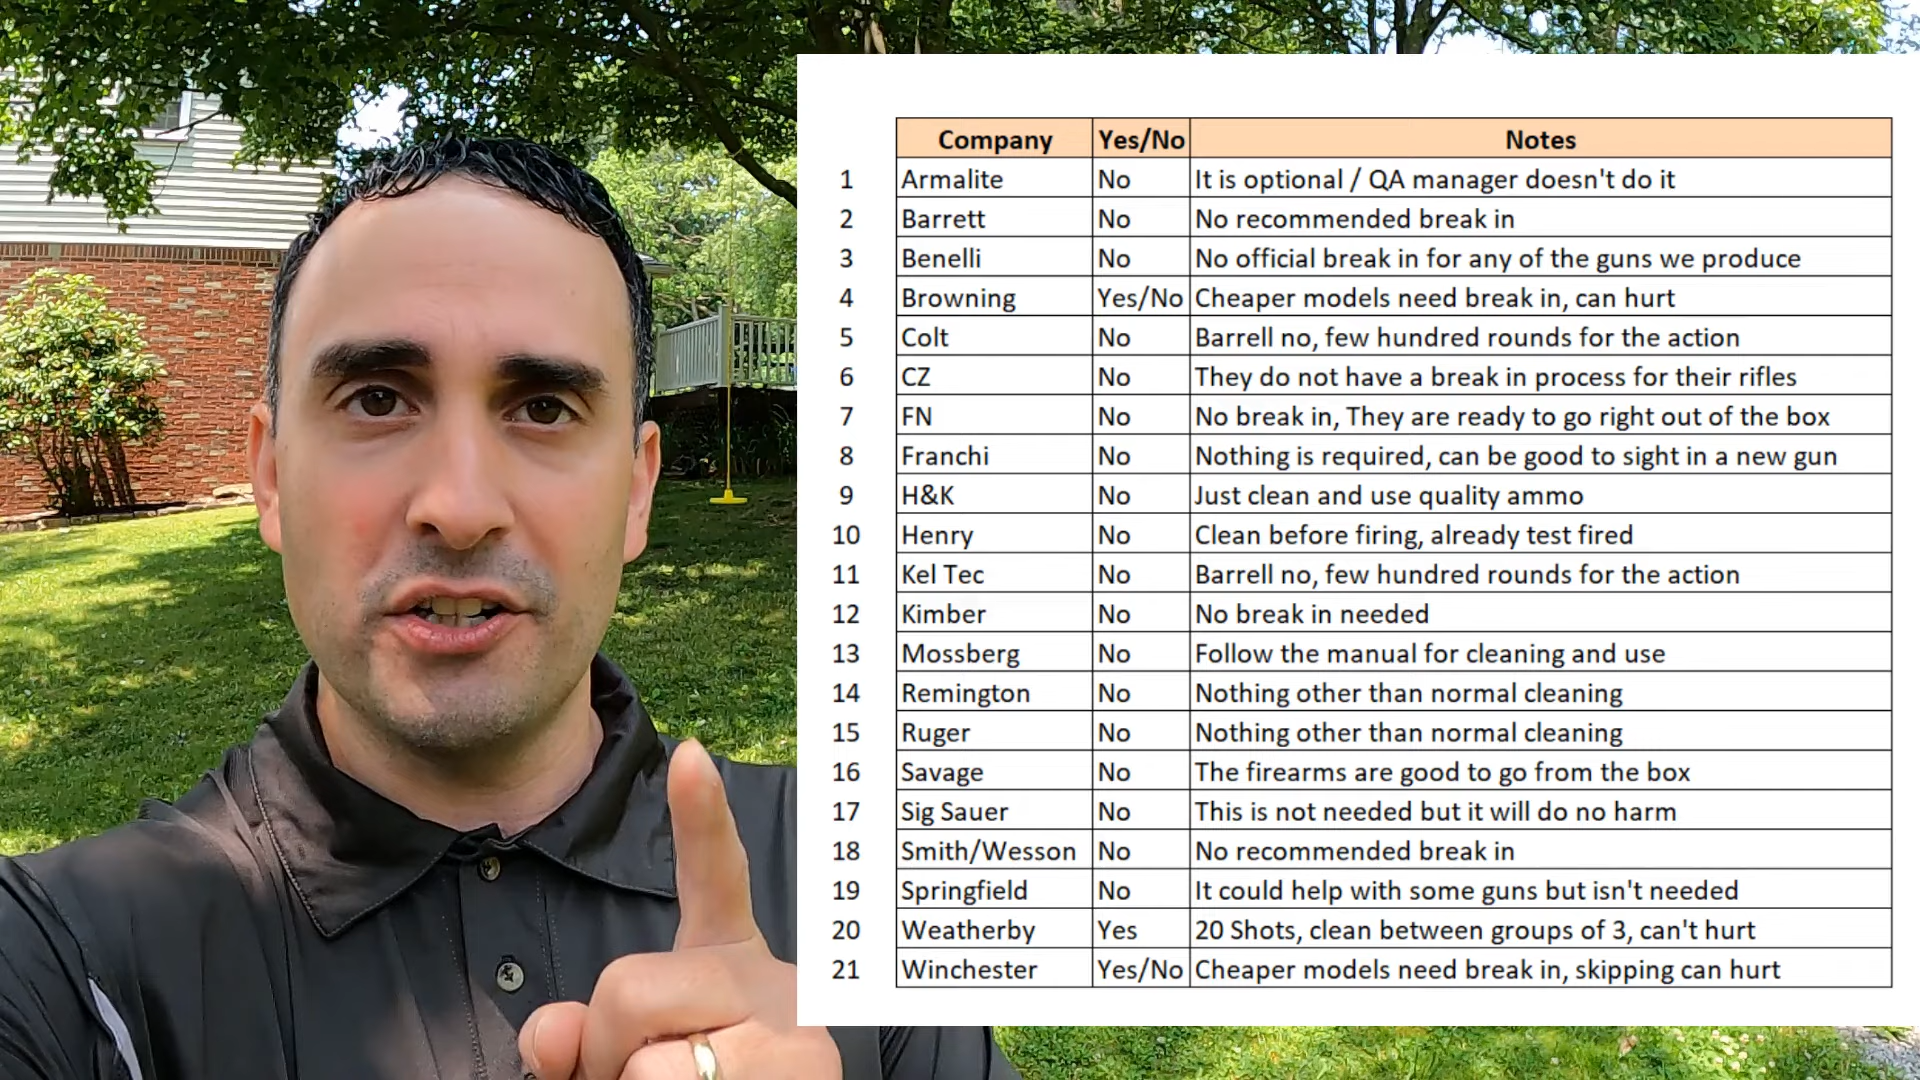 Company Yes/No Notes
1 Armalite No It is optional / QA manager doesn't do it
2 Barrett No No recommended break in
3 Benelli No No official break in for any of the guns we produce
4 Browning Yes/No Cheaper models need break in, can hurt
5 Colt No Barrell no, few hundred rounds for the action
6 CZ No They do not have a break in process for their rifles
7 FN No No break in, They are ready to go right out of the box
8 Franchi No Nothing is required, can be good to sight in a new gun
9 H&K No Just clean and use quality ammo
10 Henry No Clean before firing, already test fired
11 Kel Tec No Barrell no, few hundred rounds for the action
12 Kimber No No break in needed
13 Mossberg No Follow the manual for cleaning and use
14 Remington No Nothing other than normal cleaning
15 Ruger No Nothing other than normal cleaning
16 Savage No The firearms are good to go from the box
17 Sig Sauer No This is not needed but it will do no harm
18 Smith/Wesson No No recommended break in
19 Springfield No It could help with some guns but isn't needed
20 Weatherby Yes 20 Shots, clean between groups of 3, can't hurt
21 Winchester Yes/No Cheaper models need break in, skipping can hurt